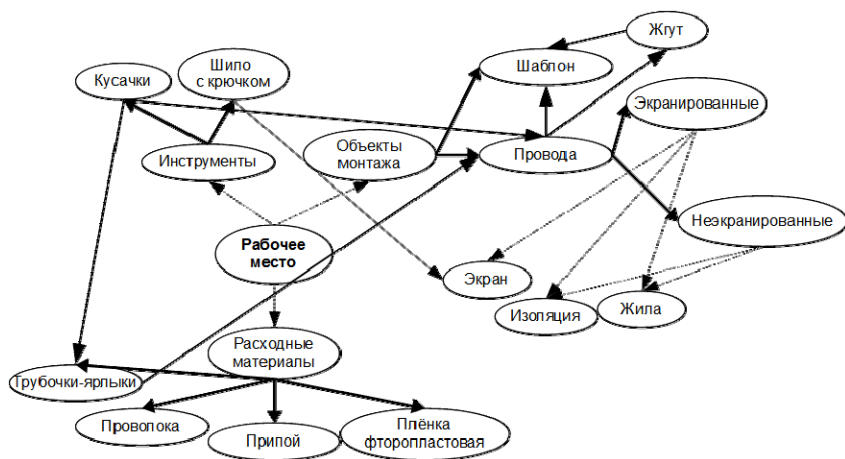 Жгут
Шило
с крючком
Кусачки
Шаблон
Экранированные
Объекты
монтажа
Инструменты
Провода
Неэкранированные
Рабочее
место
Экран
Изоляция
Жила
Расходные
материалы
Трубочки-ярлыки
Проволока
Припой
Плёнка
фторопластовая